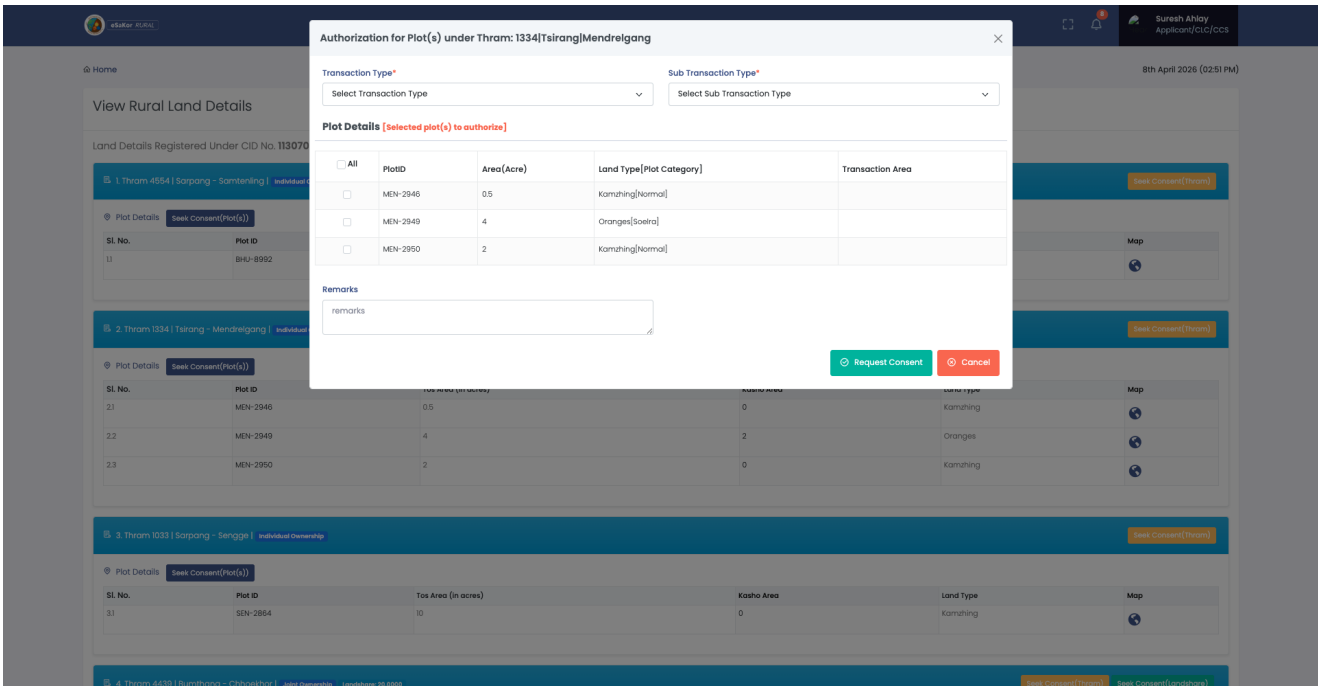 eSaKor RURAL
8
Suresh Ahlay
Applicant/CLC/CCS
Home
8th April 2026 (02:51 PM)
View Rural Land Details
Land Details Registered Under CID No. 113070
Authorization for Plot(s) under Thram: 1334|Tsirang|Mendrelgang
Transaction Type*
Sub Transaction Type*
Select Transaction Type
Select Sub Transaction Type
Plot Details [Selected plot(s) to authorize]
All PlotID Area(Acre) Land Type[Plot Category] Transaction Area
MEN-2946 0.5 Kamzhing[Normal]
MEN-2949 4 Oranges[Soelra]
MEN-2950 2 Kamzhing[Normal]
Remarks
remarks
Request Consent
Cancel
1. Thram 4554 | Sarpang - Samtenling | Individual
Seek Consent(Thram)
Plot Details Seek Consent(Plot(s))
Sl. No. Plot ID Map
1.1 BHU-8992
2. Thram 1334 | Tsirang - Mendrelgang | Individual
Seek Consent(Thram)
Plot Details Seek Consent(Plot(s))
Sl. No. Plot ID Tos Area (in acres) Kasho Area Land Type Map
2.1 MEN-2946 0.5 0 Kamzhing
2.2 MEN-2949 4 2 Oranges
2.3 MEN-2950 2 0 Kamzhing
3. Thram 1033 | Sarpang - Sengge | Individual Ownership
Seek Consent(Thram)
Plot Details Seek Consent(Plot(s))
Sl. No. Plot ID Tos Area (in acres) Kasho Area Land Type Map
3.1 SEN-2864 10 0 Kamzhing
4. Thram 4439 | Bumthang - Chhoekhor | Joint Ownership Landshare: 20.0000
Seek Consent(Thram) Seek Consent(Landshare)